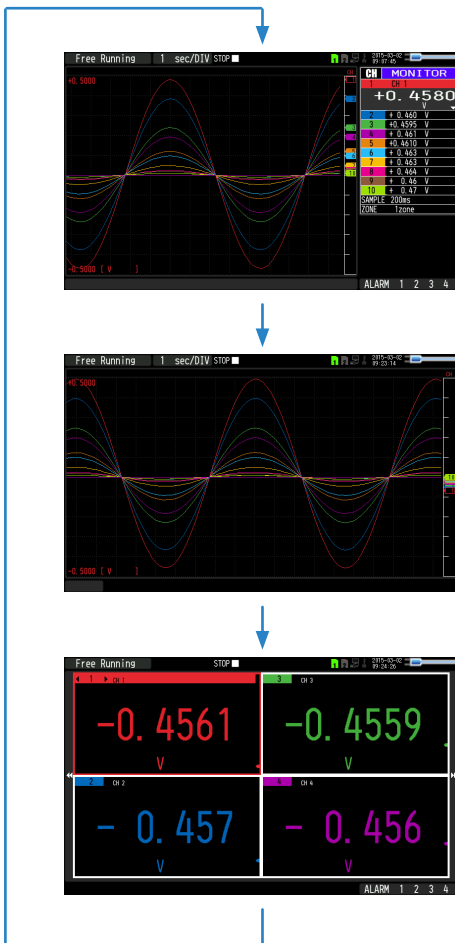 Free Running 1 sec/DIV STOP 2015-03-02 09:07:45
+0.5000
CH
CH MONITOR
1 CH 1
+0.4580
V
2 + 0.460 V
3 +0.4595 V
4 + 0.461 V
5 +0.4610 V
6 + 0.463 V
7 + 0.463 V
8 + 0.464 V
9 + 0.46 V
10 + 0.47 V
SAMPLE 200ms
ZONE 1zone
-0.5000 [ V ]
ALARM 1 2 3 4
Free Running 1 sec/DIV STOP 2015-03-02 09:23:14
+0.5000
CH
10
-0.5000 [ V ]
Free Running STOP 2015-03-02 09:24:26
1 CH 1
-0.4561
V
3 CH 3
-0.4559
V
2 CH 2
- 0.457
V
4 CH 4
- 0.456
V
ALARM 1 2 3 4